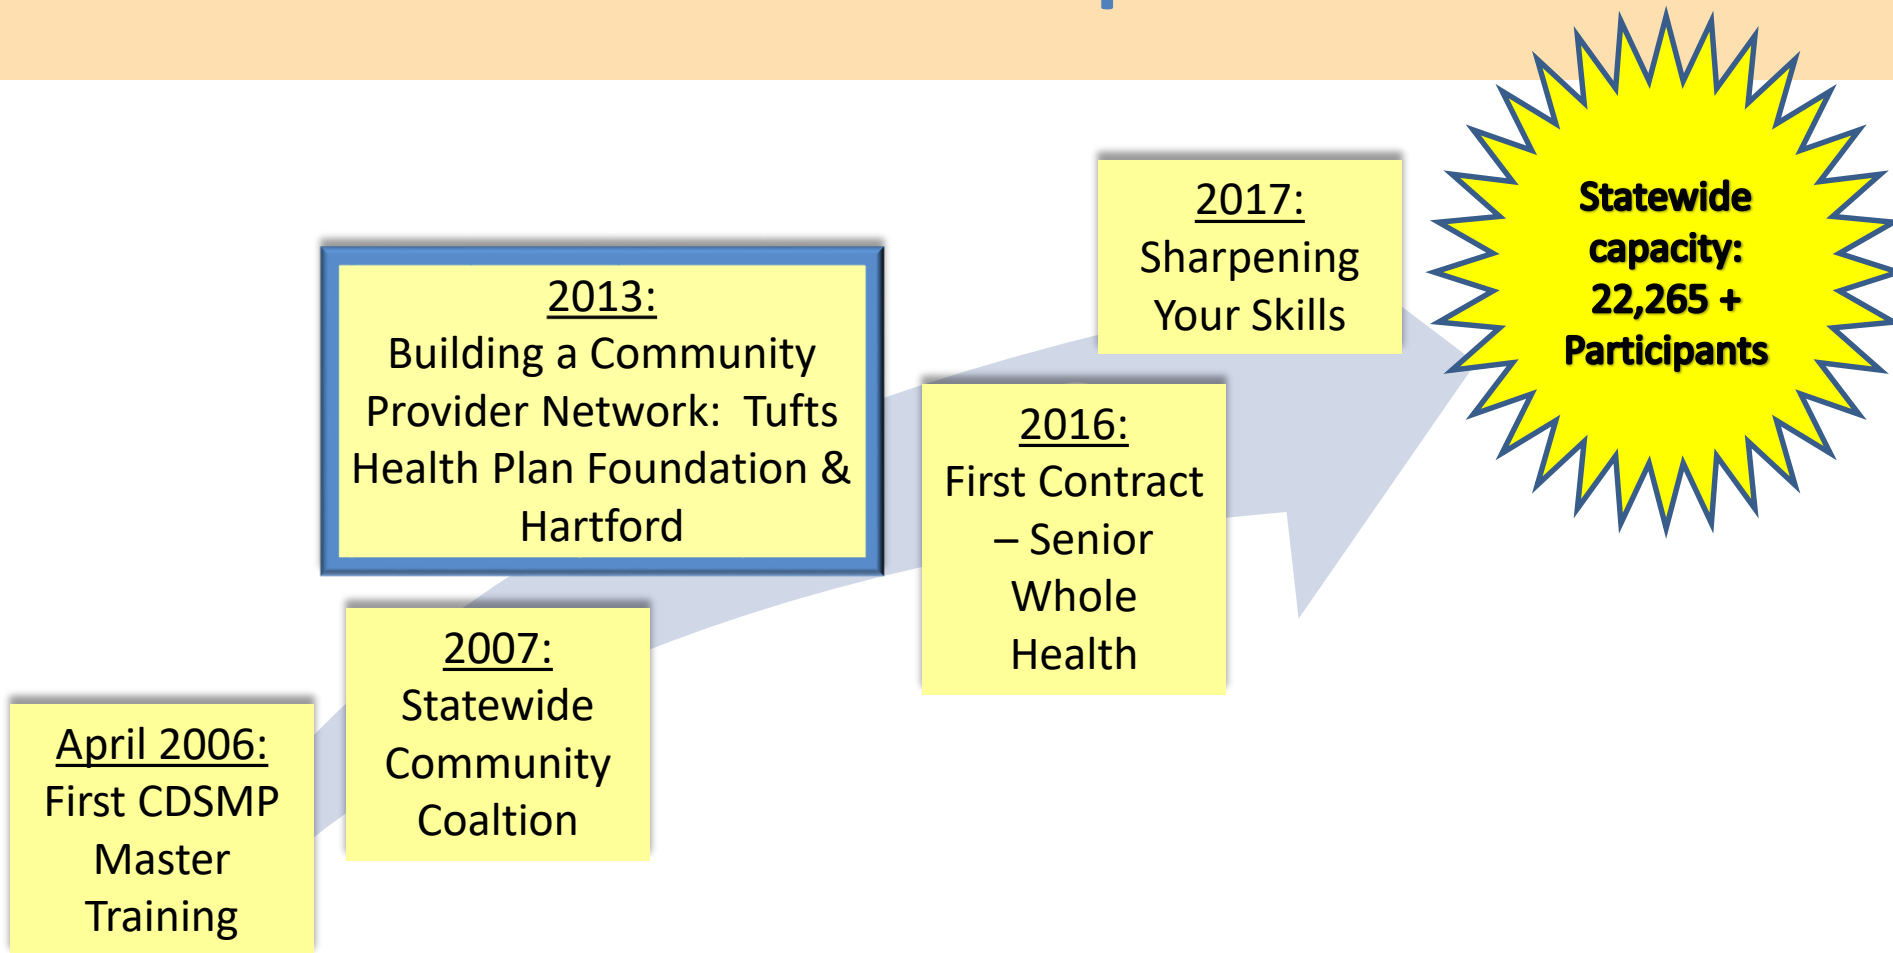 April 2006:
First CDSMP
Master
Training
2007:
Statewide
Community
Coaltion
2013:
Building a Community
Provider Network:  Tufts
Health Plan Foundation &
Hartford
2016:
First Contract
– Senior
Whole
Health
2017:
Sharpening
Your Skills
Statewide
capacity:
22,265 +
Participants